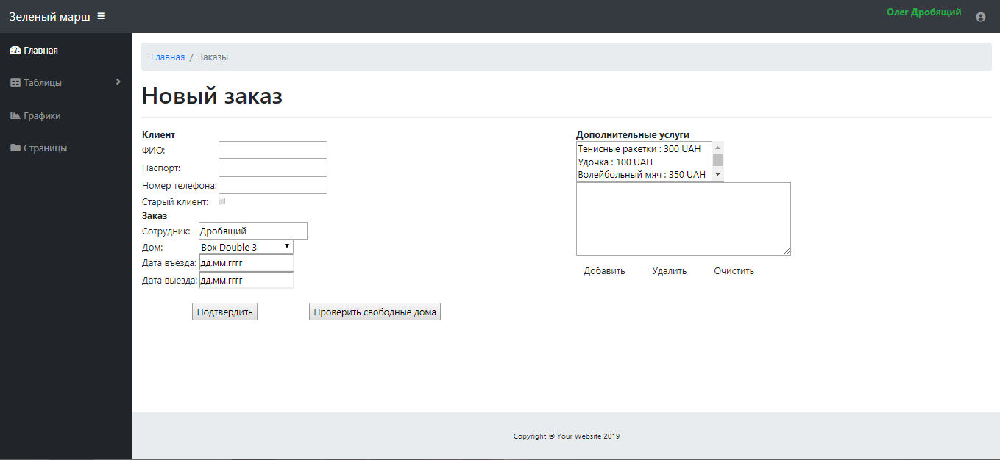 Зеленый марш
Олег Дробящий
Главная
Таблицы
Графики
Страницы
Главная / Заказы
Новый заказ
Клиент
ФИО:
Паспорт:
Номер телефона:
Старый клиент:
Заказ
Сотрудник: Дробящий
Дом: Box Double 3
Дата въезда: дд.мм.гггг
Дата выезда: дд.мм.гггг
Подтвердить Проверить свободные дома
Дополнительные услуги
Тенисные ракетки : 300 UAH
Удочка : 100 UAH
Волейбольный мяч : 350 UAH
Добавить Удалить Очистить
Copyright © Your Website 2019